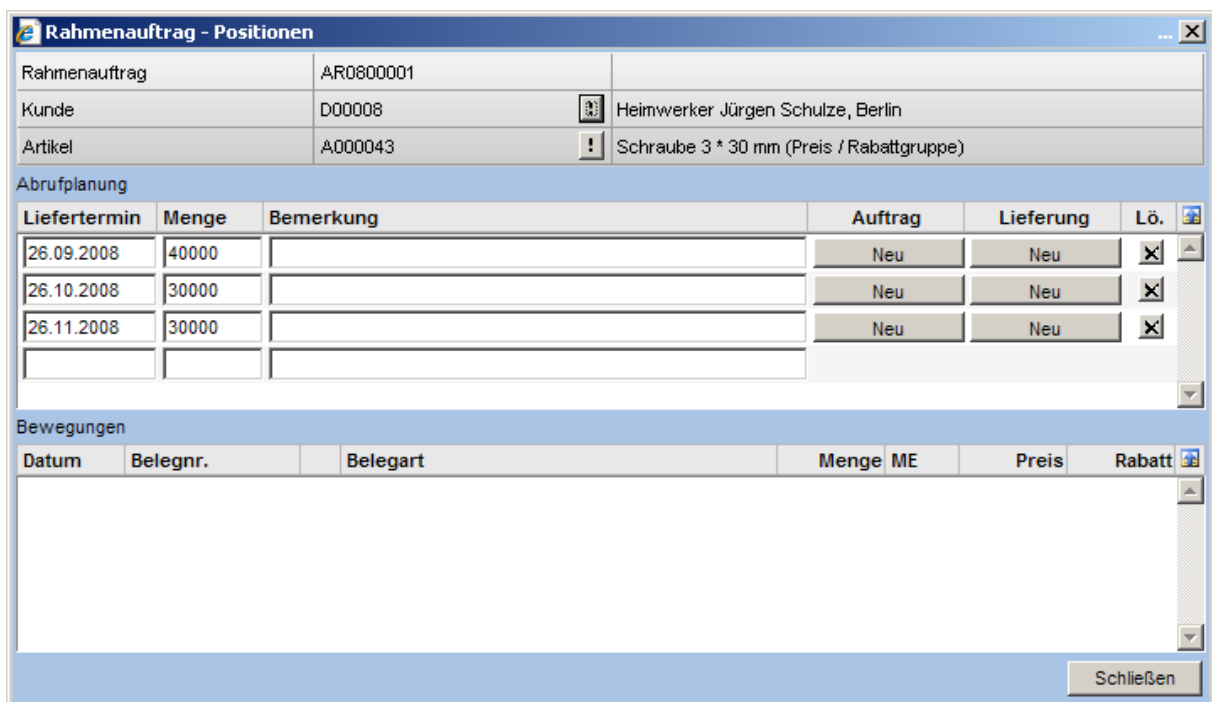 Rahmenauftrag - Positionen ...
Rahmenauftrag AR0800001
Kunde D00008 Heimwerker Jürgen Schulze, Berlin
Artikel A000043 ! Schraube 3 * 30 mm (Preis / Rabattgruppe)
Abrufplanung
Liefertermin Menge Bemerkung Auftrag Lieferung Lö.
26.09.2008 40000 Neu Neu
26.10.2008 30000 Neu Neu
26.11.2008 30000 Neu Neu
Bewegungen
Datum Belegnr. Belegart Menge ME Preis Rabatt
Schließen